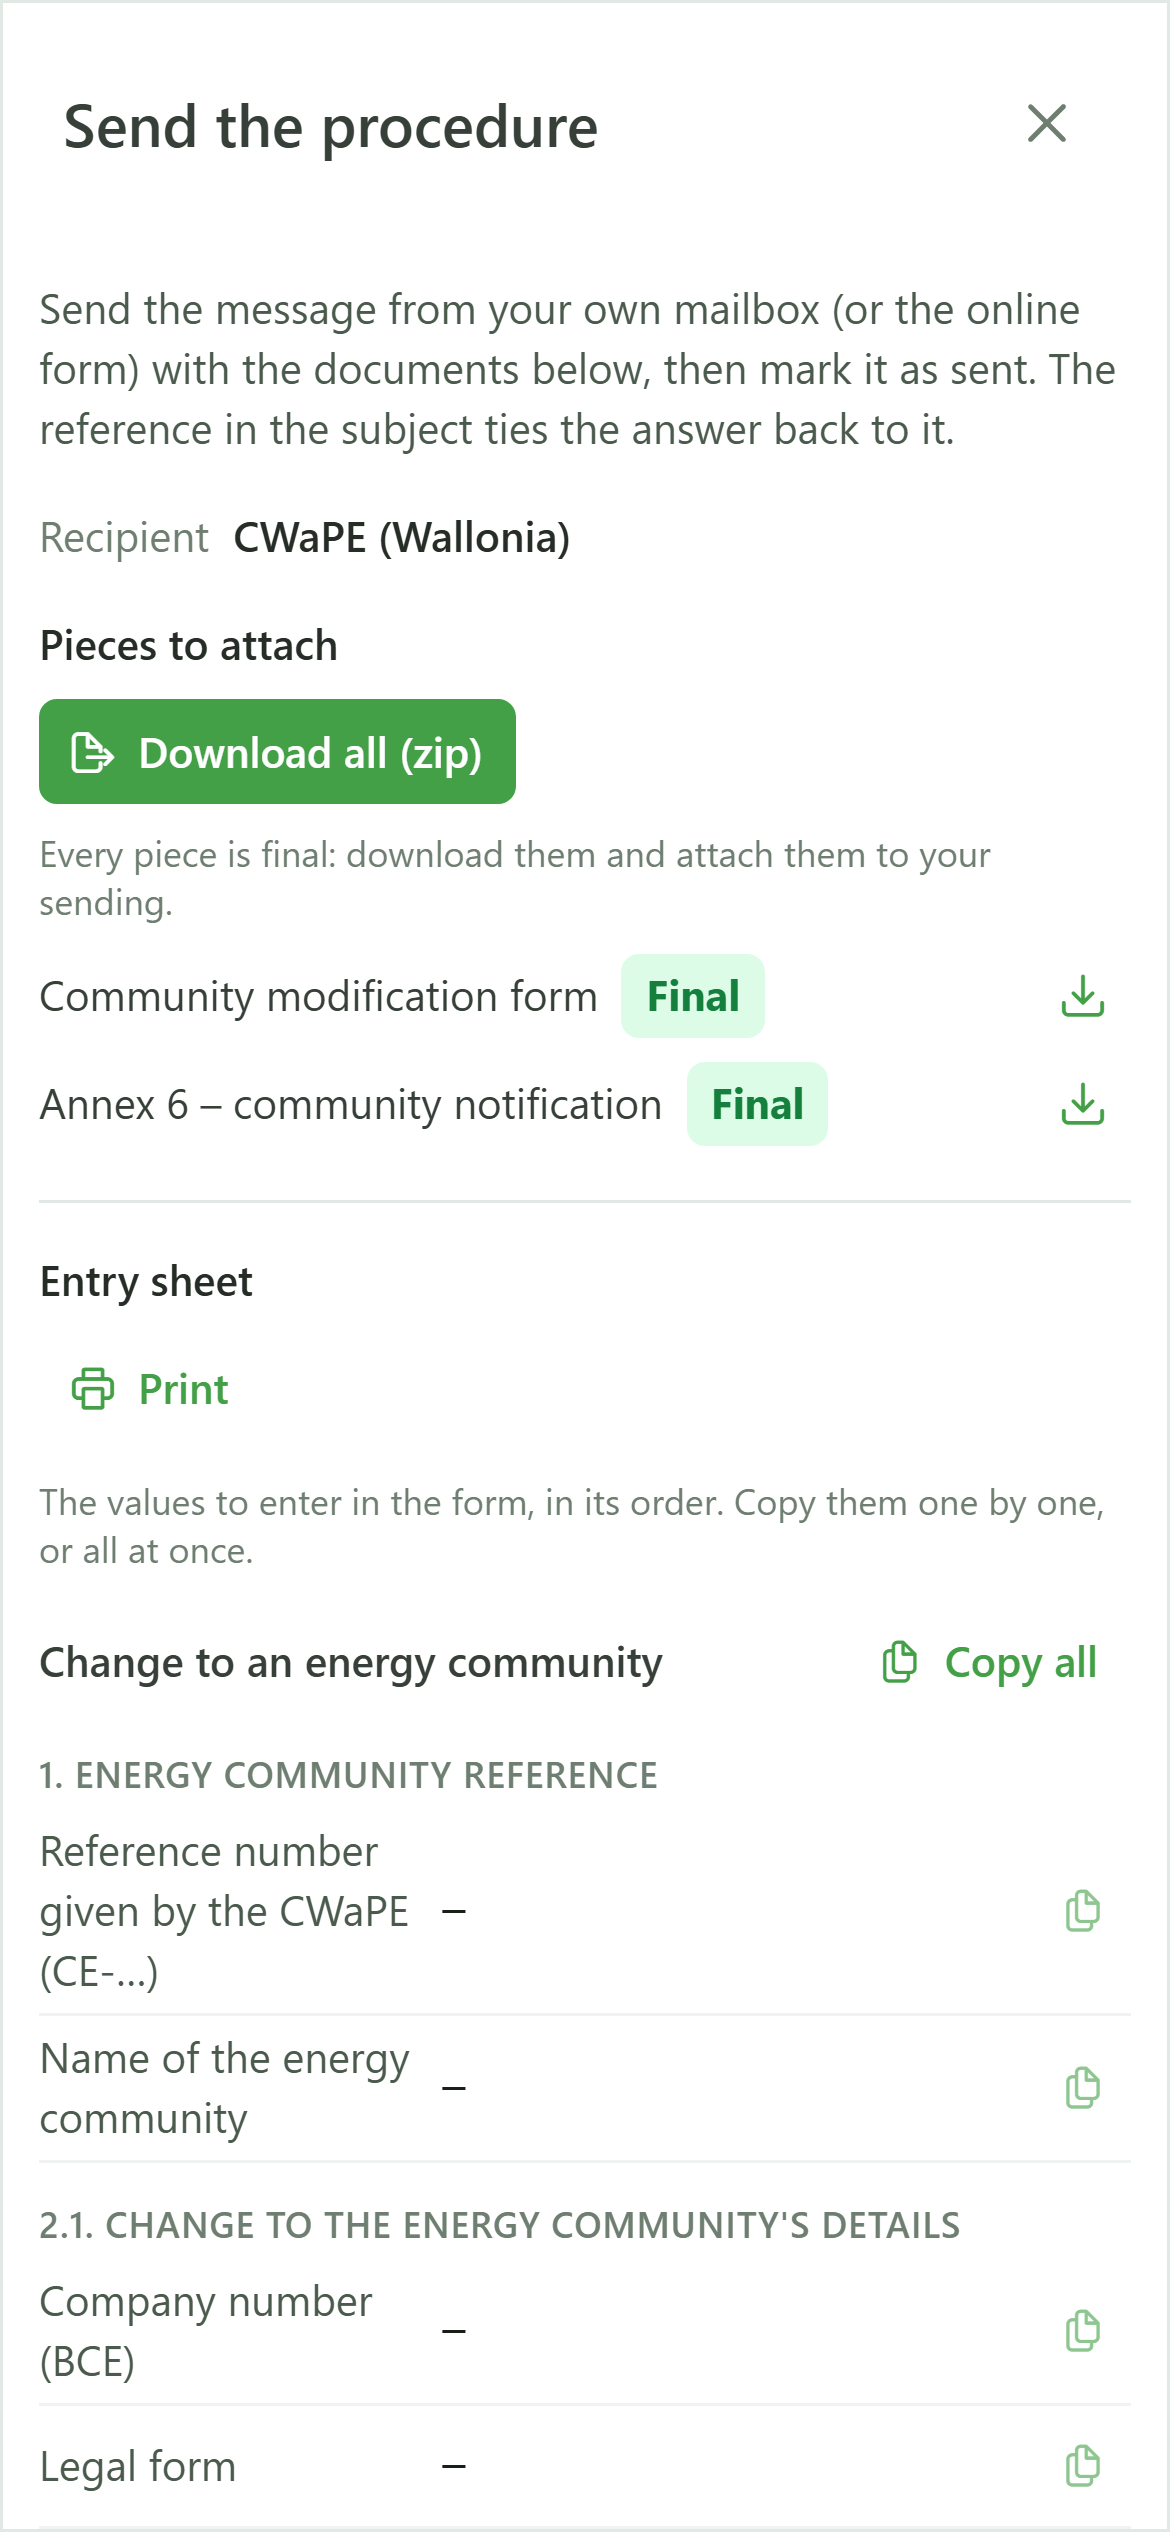 Send the procedure
Send the message from your own mailbox (or the online
form) with the documents below, then mark it as sent. The
reference in the subject ties the answer back to it.
Recipient CWaPE (Wallonia)
Pieces to attach
Download all (zip)
Every piece is final: download them and attach them to your
sending.
Community modification form Final
Annex 6 – community notification Final
Entry sheet
Print
The values to enter in the form, in its order. Copy them one by one,
or all at once.
Change to an energy community Copy all
1. ENERGY COMMUNITY REFERENCE
Reference number
given by the CWaPE –
(CE-…)
Name of the energy
community –
2.1. CHANGE TO THE ENERGY COMMUNITY'S DETAILS
Company number
(BCE) –
Legal form –